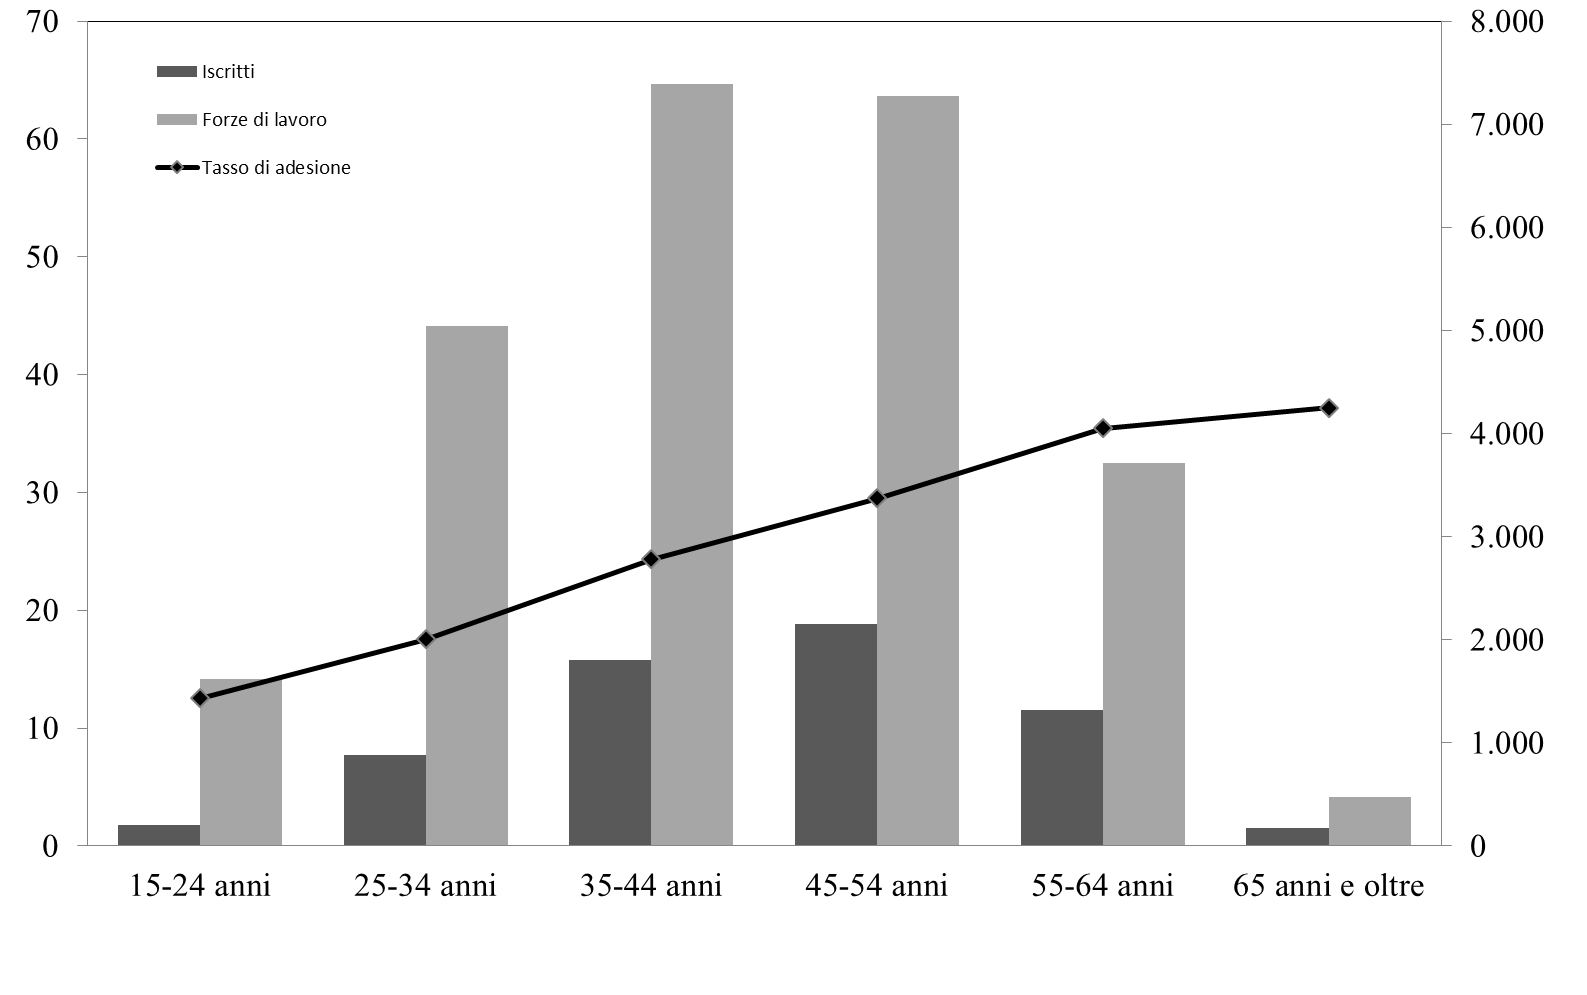 Iscritti
Forze di lavoro
Tasso di adesione
70
60
50
40
30
20
10
0
8.000
7.000
6.000
5.000
4.000
3.000
2.000
1.000
0
15-24 anni
25-34 anni
35-44 anni
45-54 anni
55-64 anni
65 anni e oltre